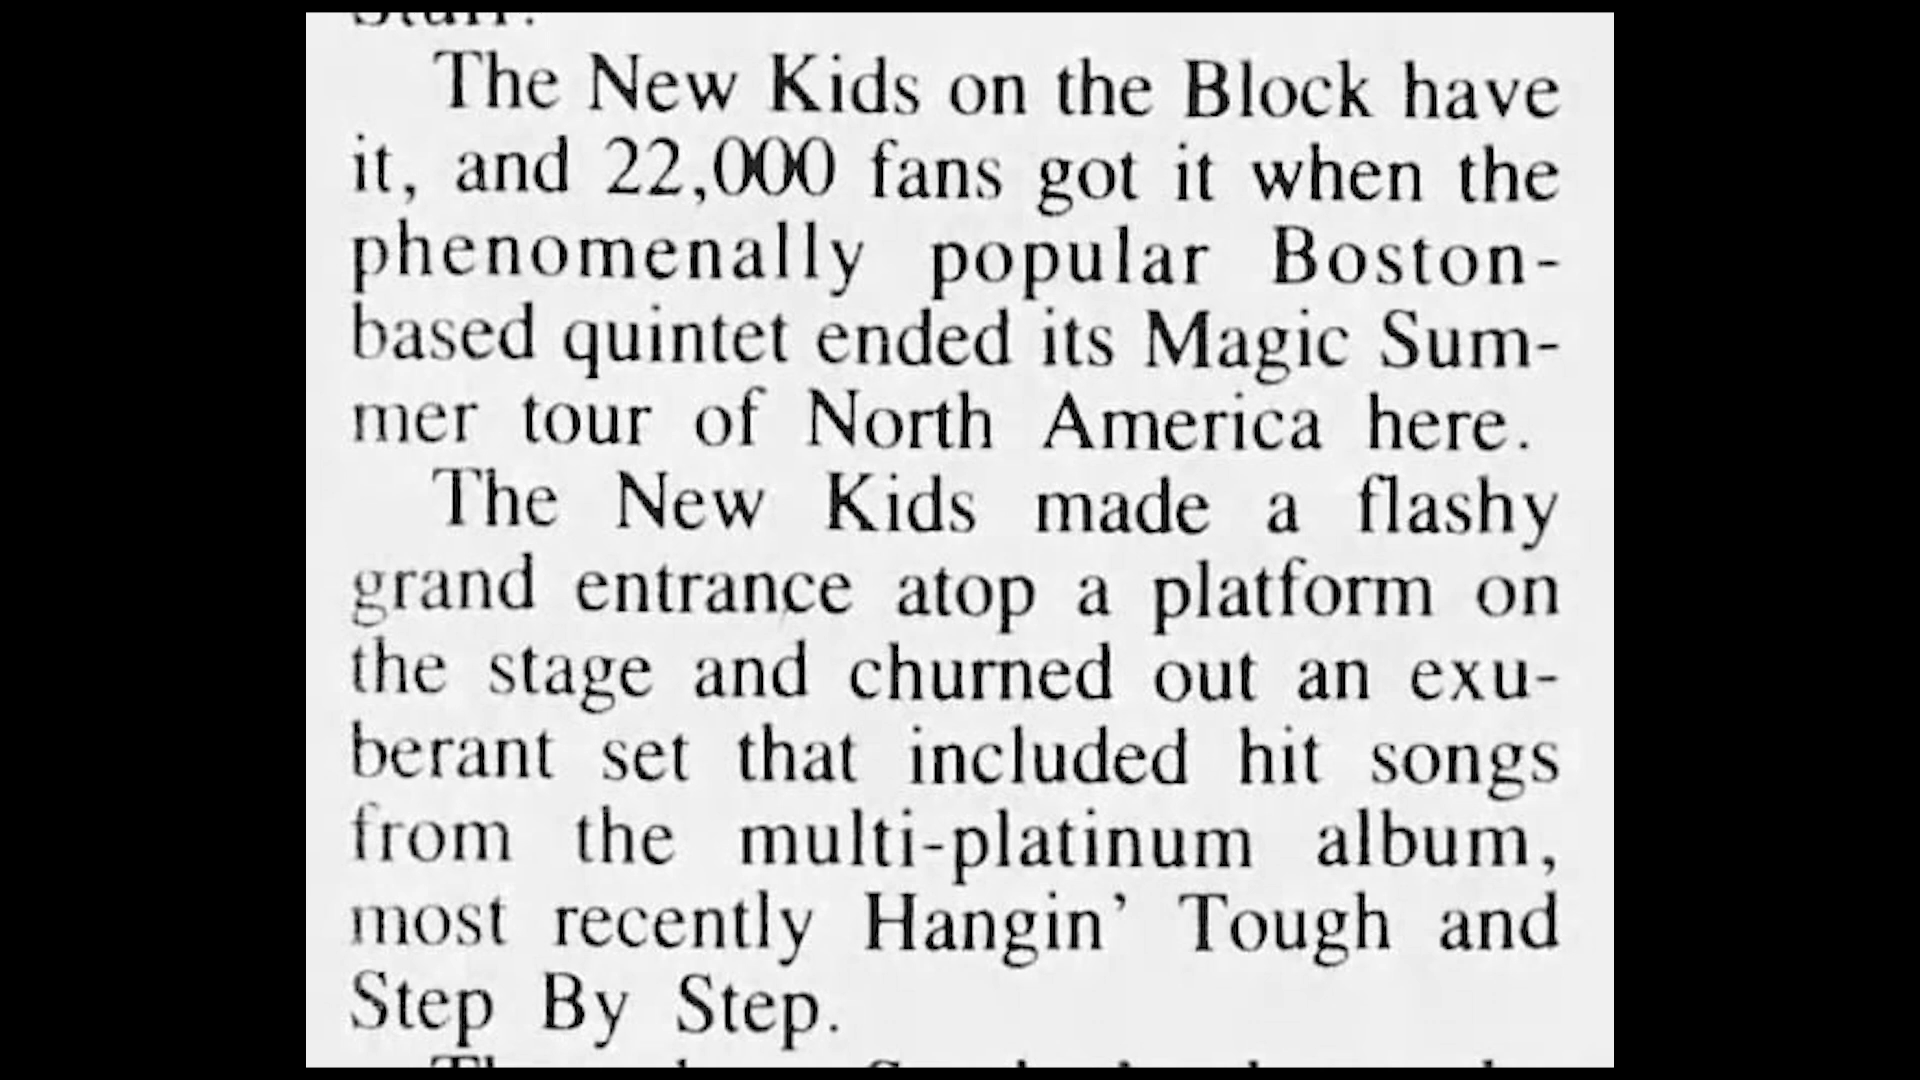 The New Kids on the Block have
it, and 22,000 fans got it when the
phenomenally popular Boston-
based quintet ended its Magic Sum-
mer tour of North America here.
The New Kids made a flashy
grand entrance atop a platform on
the stage and churned out an exu-
berant set that included hit songs
from the multi-platinum album,
most recently Hangin' Tough and
Step By Step.